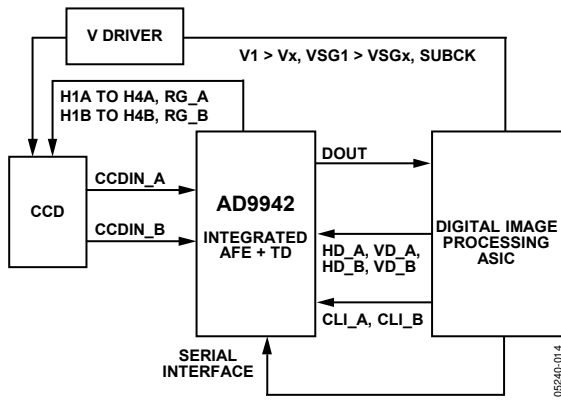 V DRIVER
V1 > Vx, VSG1 > VSGx, SUBCK
H1A TO H4A, RG_A
H1B TO H4B, RG_B
DOUT
CCDIN_A
CCD
CCDIN_B
AD9942
INTEGRATED
AFE + TD
DIGITAL IMAGE
PROCESSING
ASIC
HD_A, VD_A,
HD_B, VD_B
CLI_A, CLI_B
SERIAL
INTERFACE
05240-014